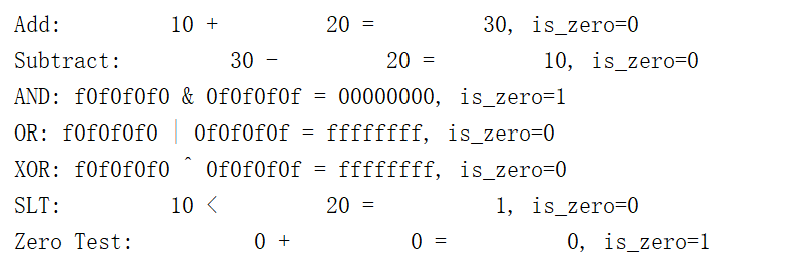 Add:         10 +         20 =         30, is_zero=0
Subtract:         30 -         20 =         10, is_zero=0
AND: f0f0f0f0 & 0f0f0f0f = 00000000, is_zero=1
OR: f0f0f0f0 | 0f0f0f0f = ffffffff, is_zero=0
XOR: f0f0f0f0 ^ 0f0f0f0f = ffffffff, is_zero=0
SLT:         10 <         20 =          1, is_zero=0
Zero Test:          0 +          0 =          0, is_zero=1